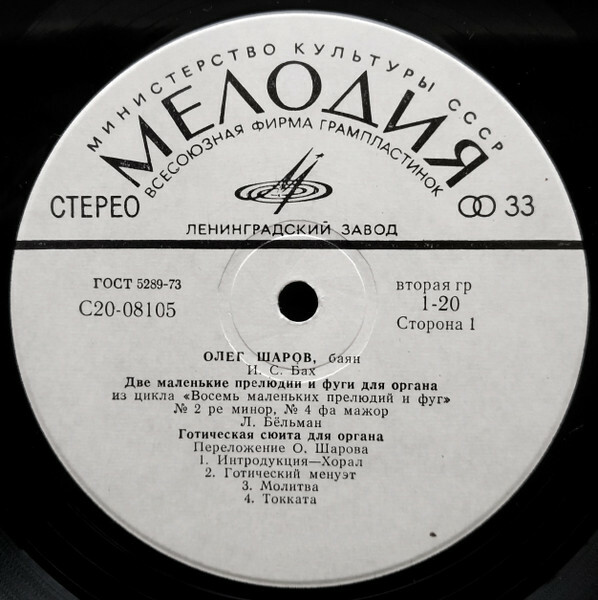 МИНИСТЕРСТВО КУЛЬТУРЫ СССР
МЕЛОДИЯ
ВСЕСОЮЗНАЯ ФИРМА ГРАМПЛАСТИНОК
СТЕРЕО
33
ЛЕНИНГРАДСКИЙ ЗАВОД
ГОСТ 5289-73
С20-08105
вторая гр
1-20
Сторона 1
ОЛЕГ ШАРОВ, баян
И. С. Бах
Две маленькие прелюдии и фуги для органа
из цикла «Восемь маленьких прелюдий и фуг»
№ 2 ре минор, № 4 фа мажор
Л. Бёльман
Готическая сюита для органа
Переложение О. Шарова
1. Интродукция—Хорал
2. Готический менуэт
3. Молитва
4. Токката